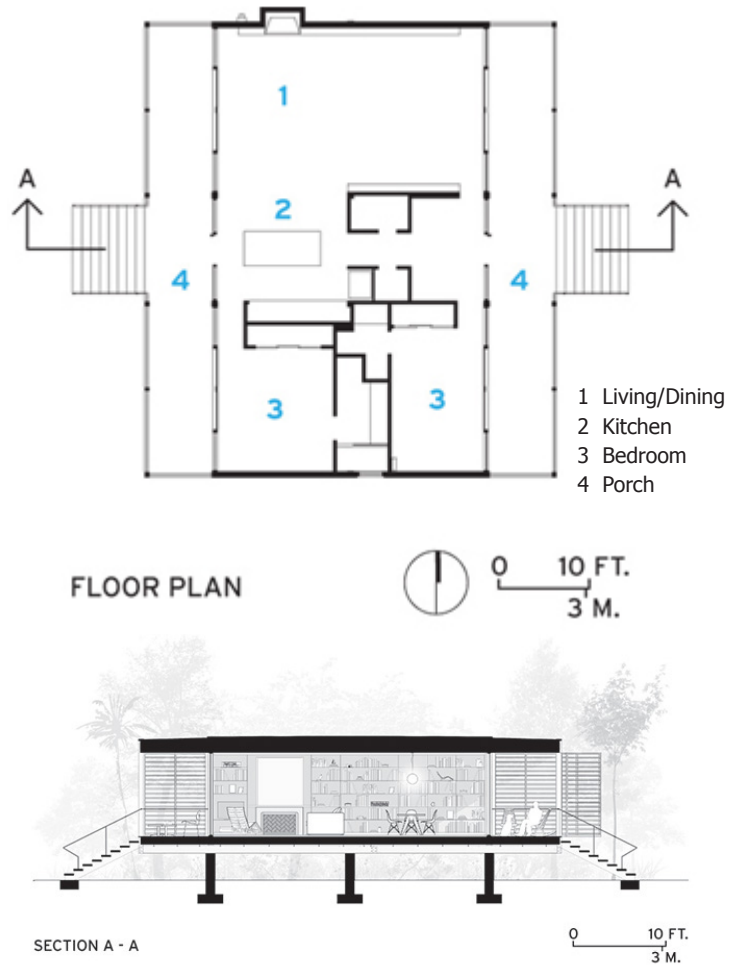 1
A
A
2
4
4
3
3
1 Living/Dining
2 Kitchen
3 Bedroom
4 Porch
FLOOR PLAN
0 10 FT.
3 M.
SECTION A - A
0 10 FT.
3 M.